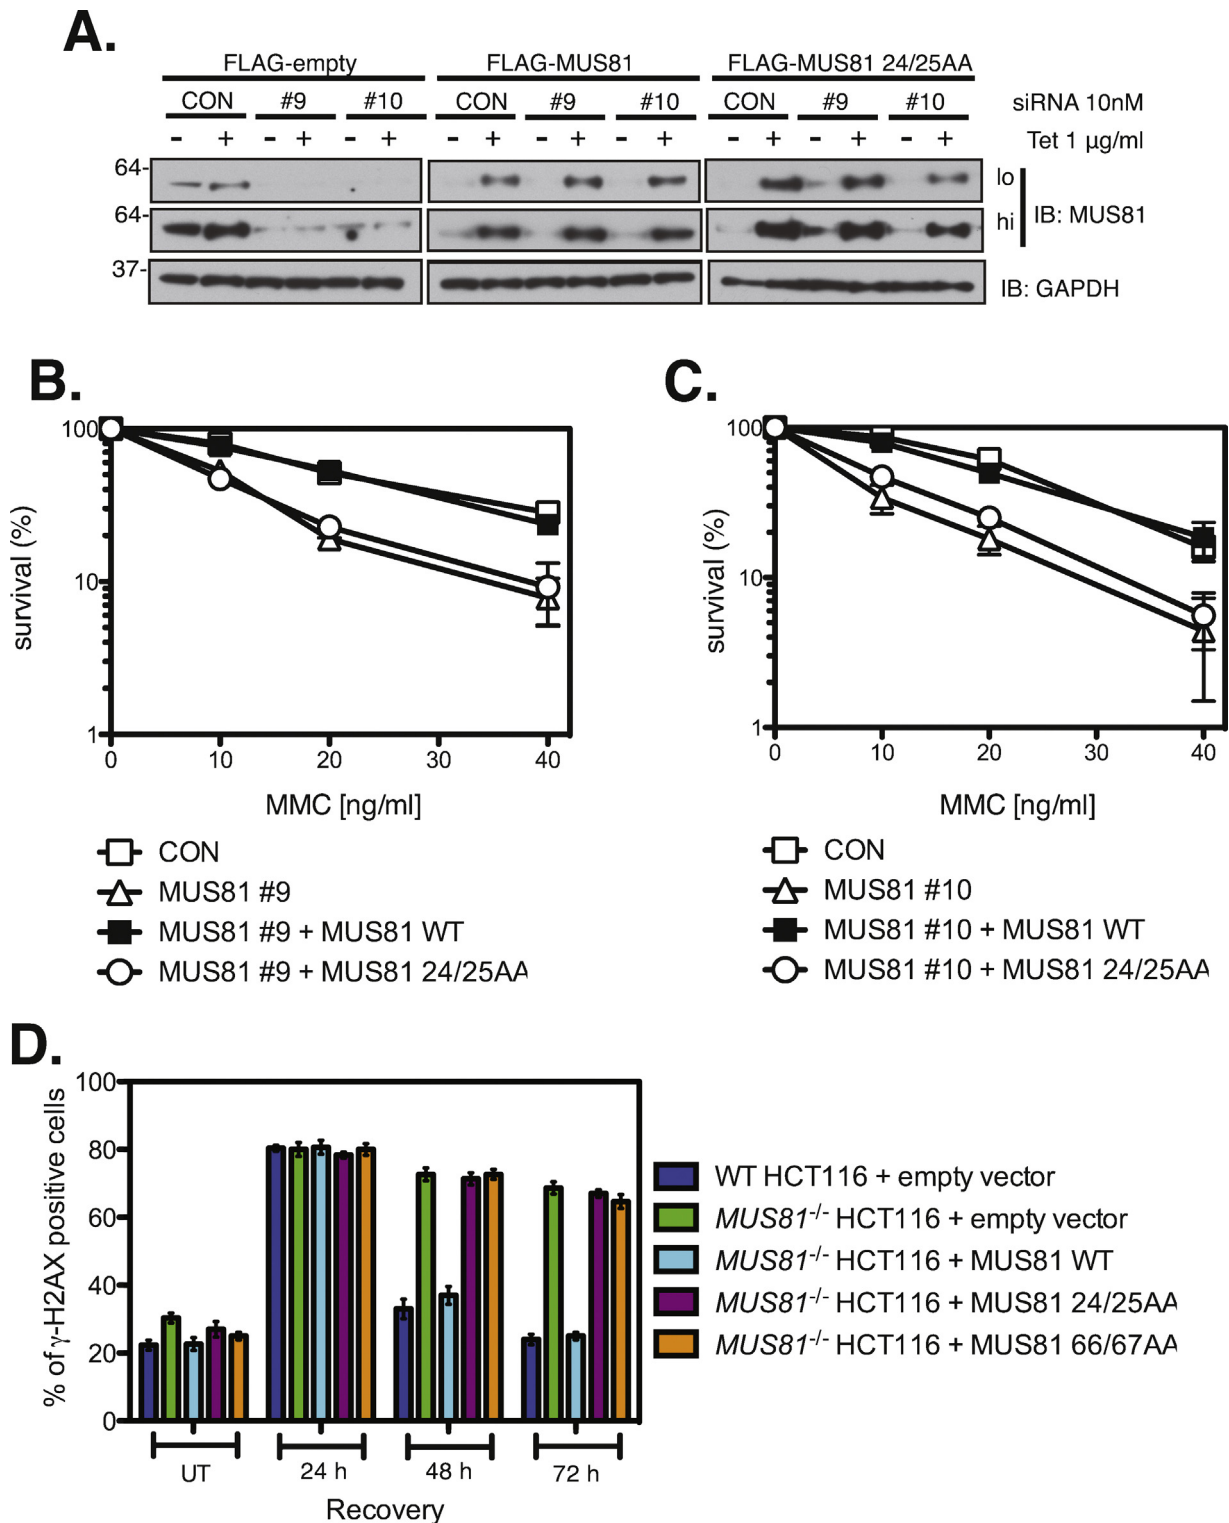 A.
FLAG-empty FLAG-MUS81 FLAG-MUS81 24/25AA
CON #9 #10 CON #9 #10 CON #9 #10 siRNA 10nM
- + - + - + - + - + - + - + - + - + Tet 1 µg/ml
64- lo
64- hi IB: MUS81
37- IB: GAPDH
B.
survival (%)
100
10
1
0 10 20 30 40
MMC [ng/ml]
CON
MUS81 #9
MUS81 #9 + MUS81 WT
MUS81 #9 + MUS81 24/25AA
C.
survival (%)
100
10
1
0 10 20 30 40
MMC [ng/ml]
CON
MUS81 #10
MUS81 #10 + MUS81 WT
MUS81 #10 + MUS81 24/25AA
D.
% of γ-H2AX positive cells
100
80
60
40
20
0
UT 24 h 48 h 72 h
Recovery
WT HCT116 + empty vector
MUS81-/- HCT116 + empty vector
MUS81-/- HCT116 + MUS81 WT
MUS81-/- HCT116 + MUS81 24/25AA
MUS81-/- HCT116 + MUS81 66/67AA